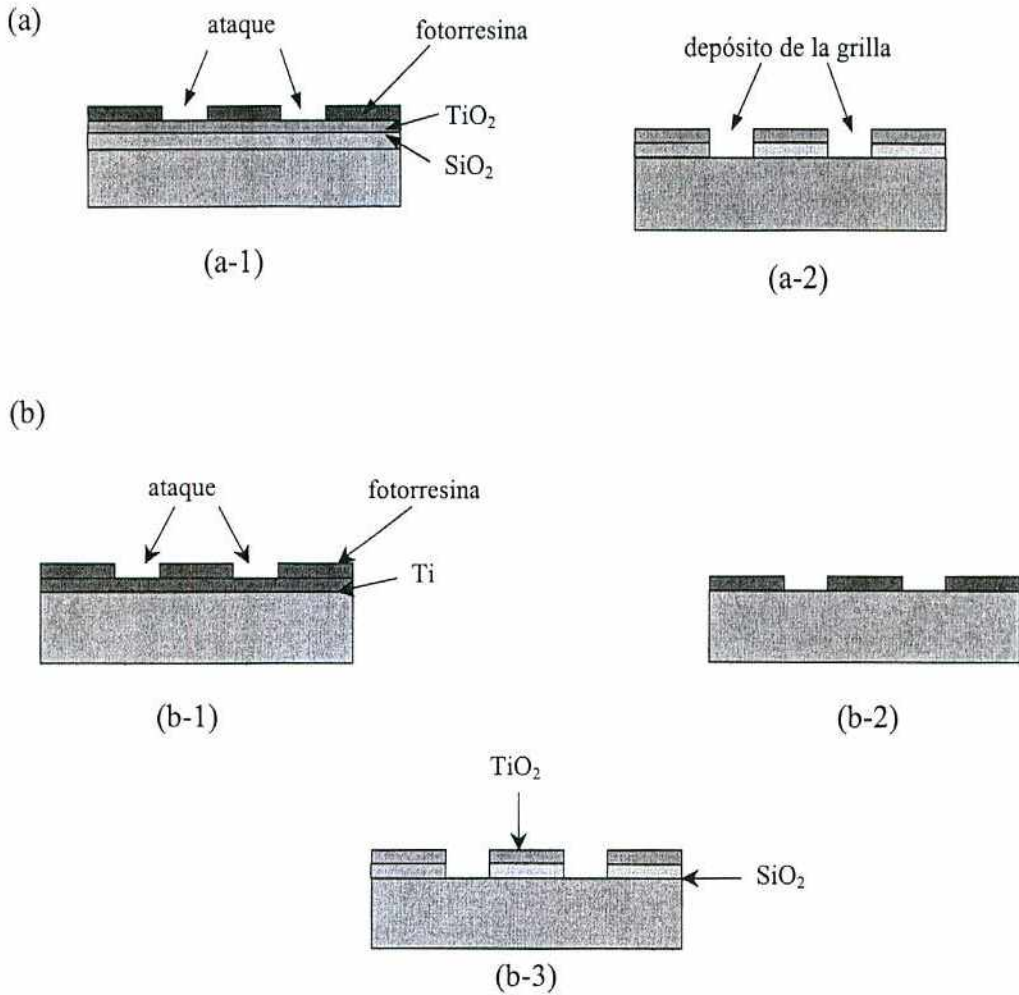 (a)
ataque
fotorresina
TiO₂
SiO₂
(a-1)
depósito de la grilla
(a-2)
(b)
ataque
fotorresina
Ti
(b-1)
(b-2)
TiO₂
SiO₂
(b-3)